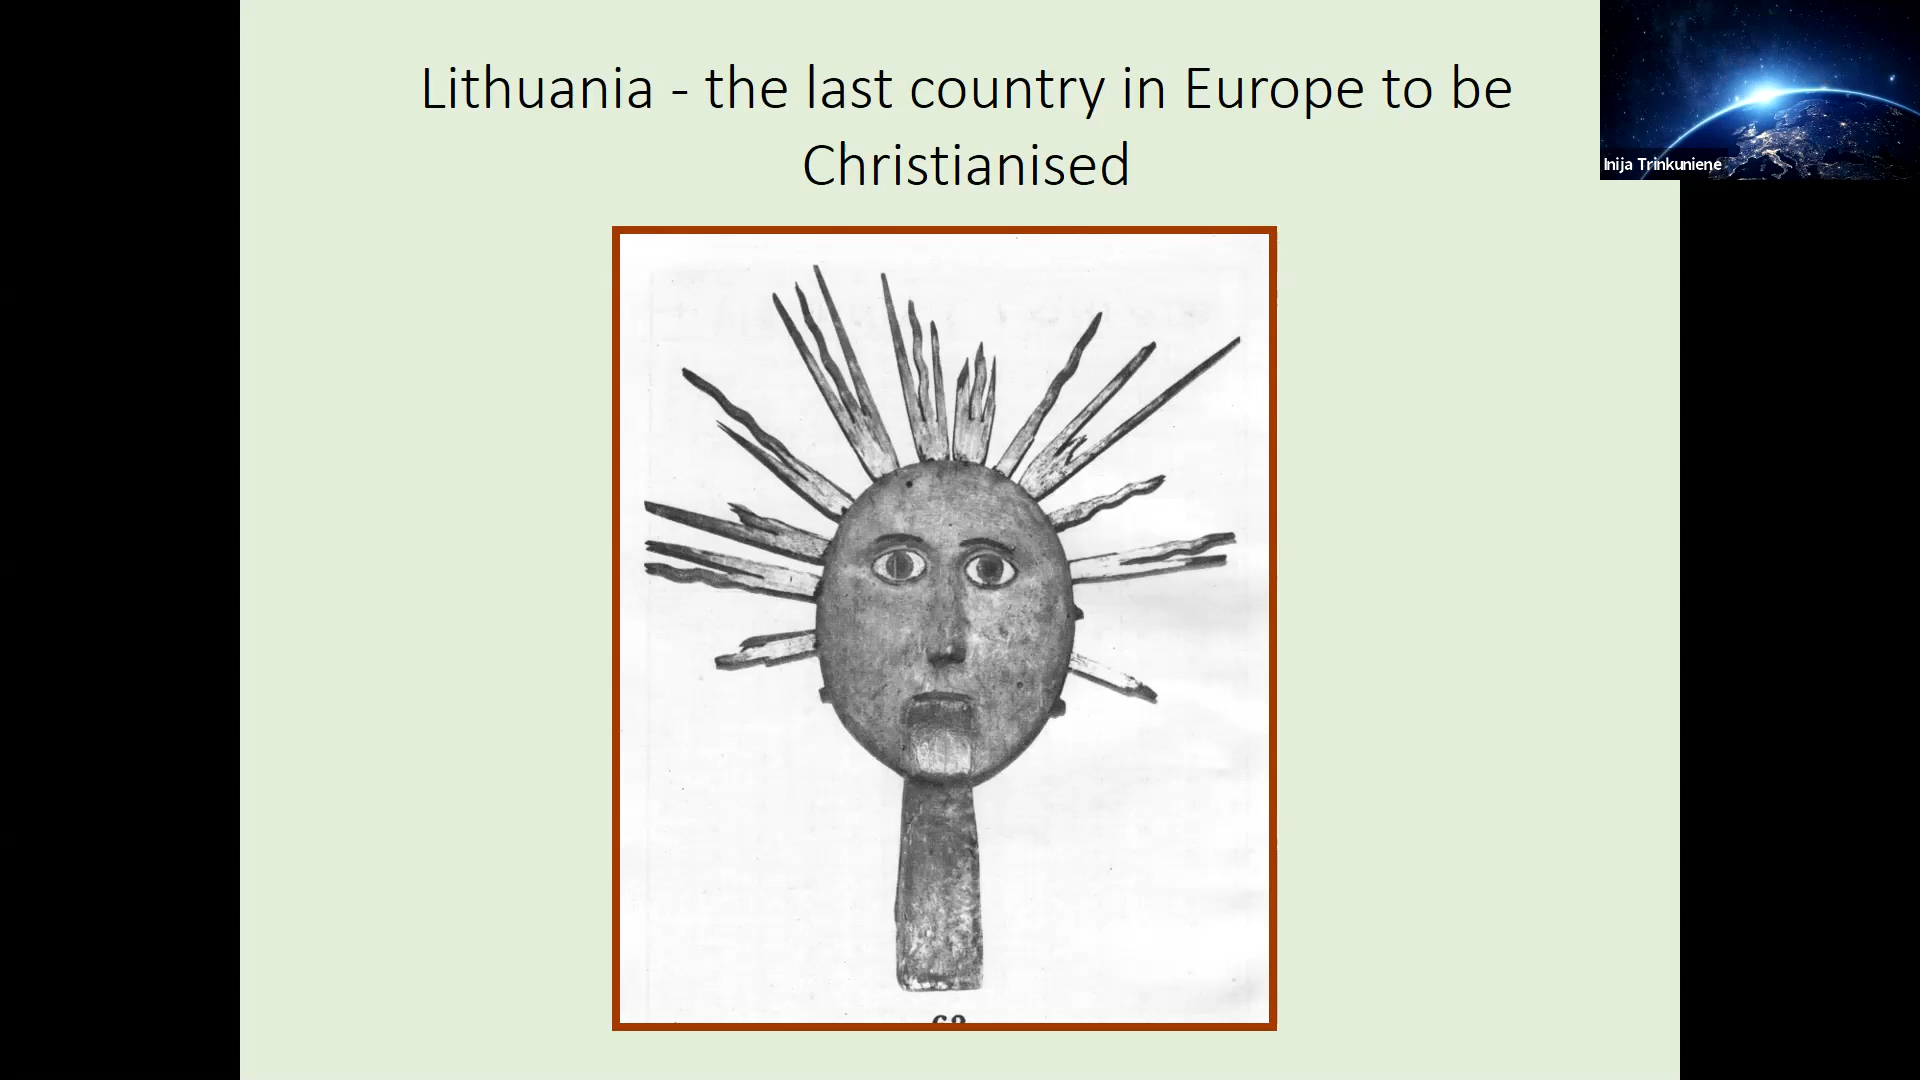 Lithuania - the last country in Europe to be
Christianised
Inija Trinkuniene